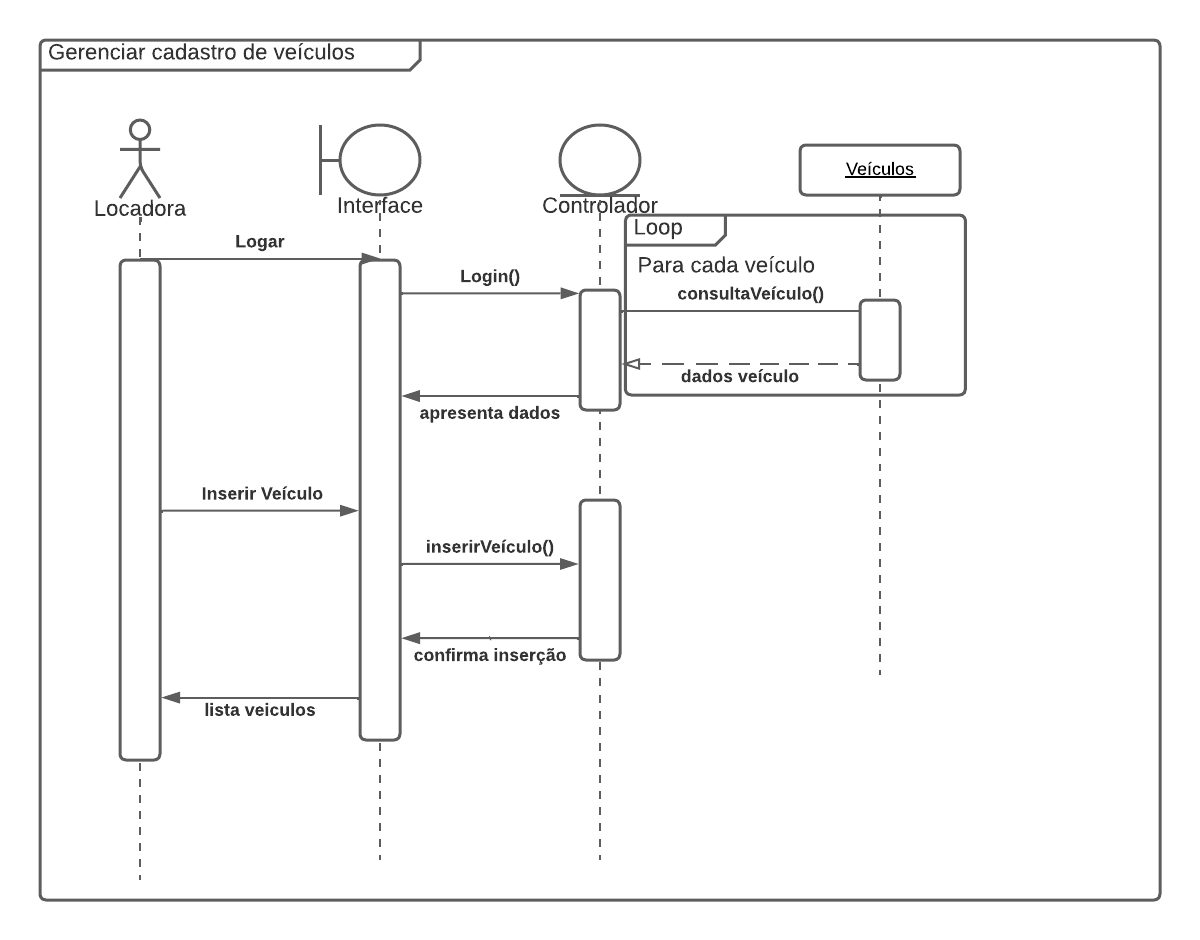 Gerenciar cadastro de veículos
Locadora
Interface
Controlador
Veículos
Loop
Para cada veículo
Logar
Login()
consultaVeículo()
dados veículo
apresenta dados
Inserir Veículo
inserirVeículo()
confirma inserção
lista veiculos